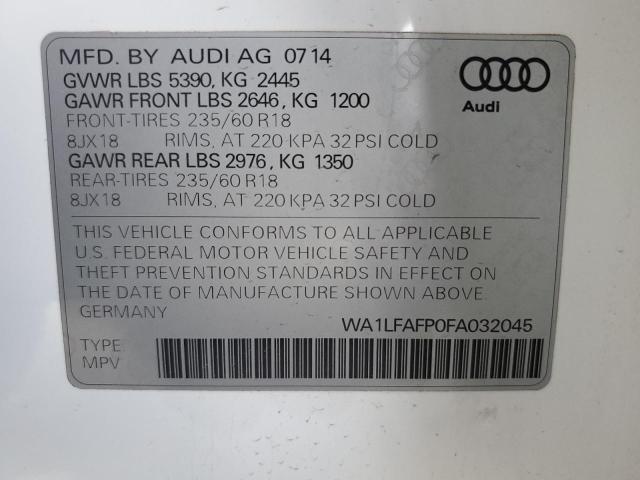 MFD. BY AUDI AG 0714
GVWR LBS 5390, KG 2445
GAWR FRONT LBS 2646, KG 1200
FRONT-TIRES 235/60 R18
8JX18 RIMS, AT 220 KPA 32 PSI COLD
GAWR REAR LBS 2976, KG 1350
REAR-TIRES 235/60 R18
8JX18 RIMS, AT 220 KPA 32 PSI COLD
Audi
THIS VEHICLE CONFORMS TO ALL APPLICABLE
U.S. FEDERAL MOTOR VEHICLE SAFETY AND
THEFT PREVENTION STANDARDS IN EFFECT ON
THE DATE OF MANUFACTURE SHOWN ABOVE.
GERMANY
WA1LFAFP0FA032045
TYPE:
MPV